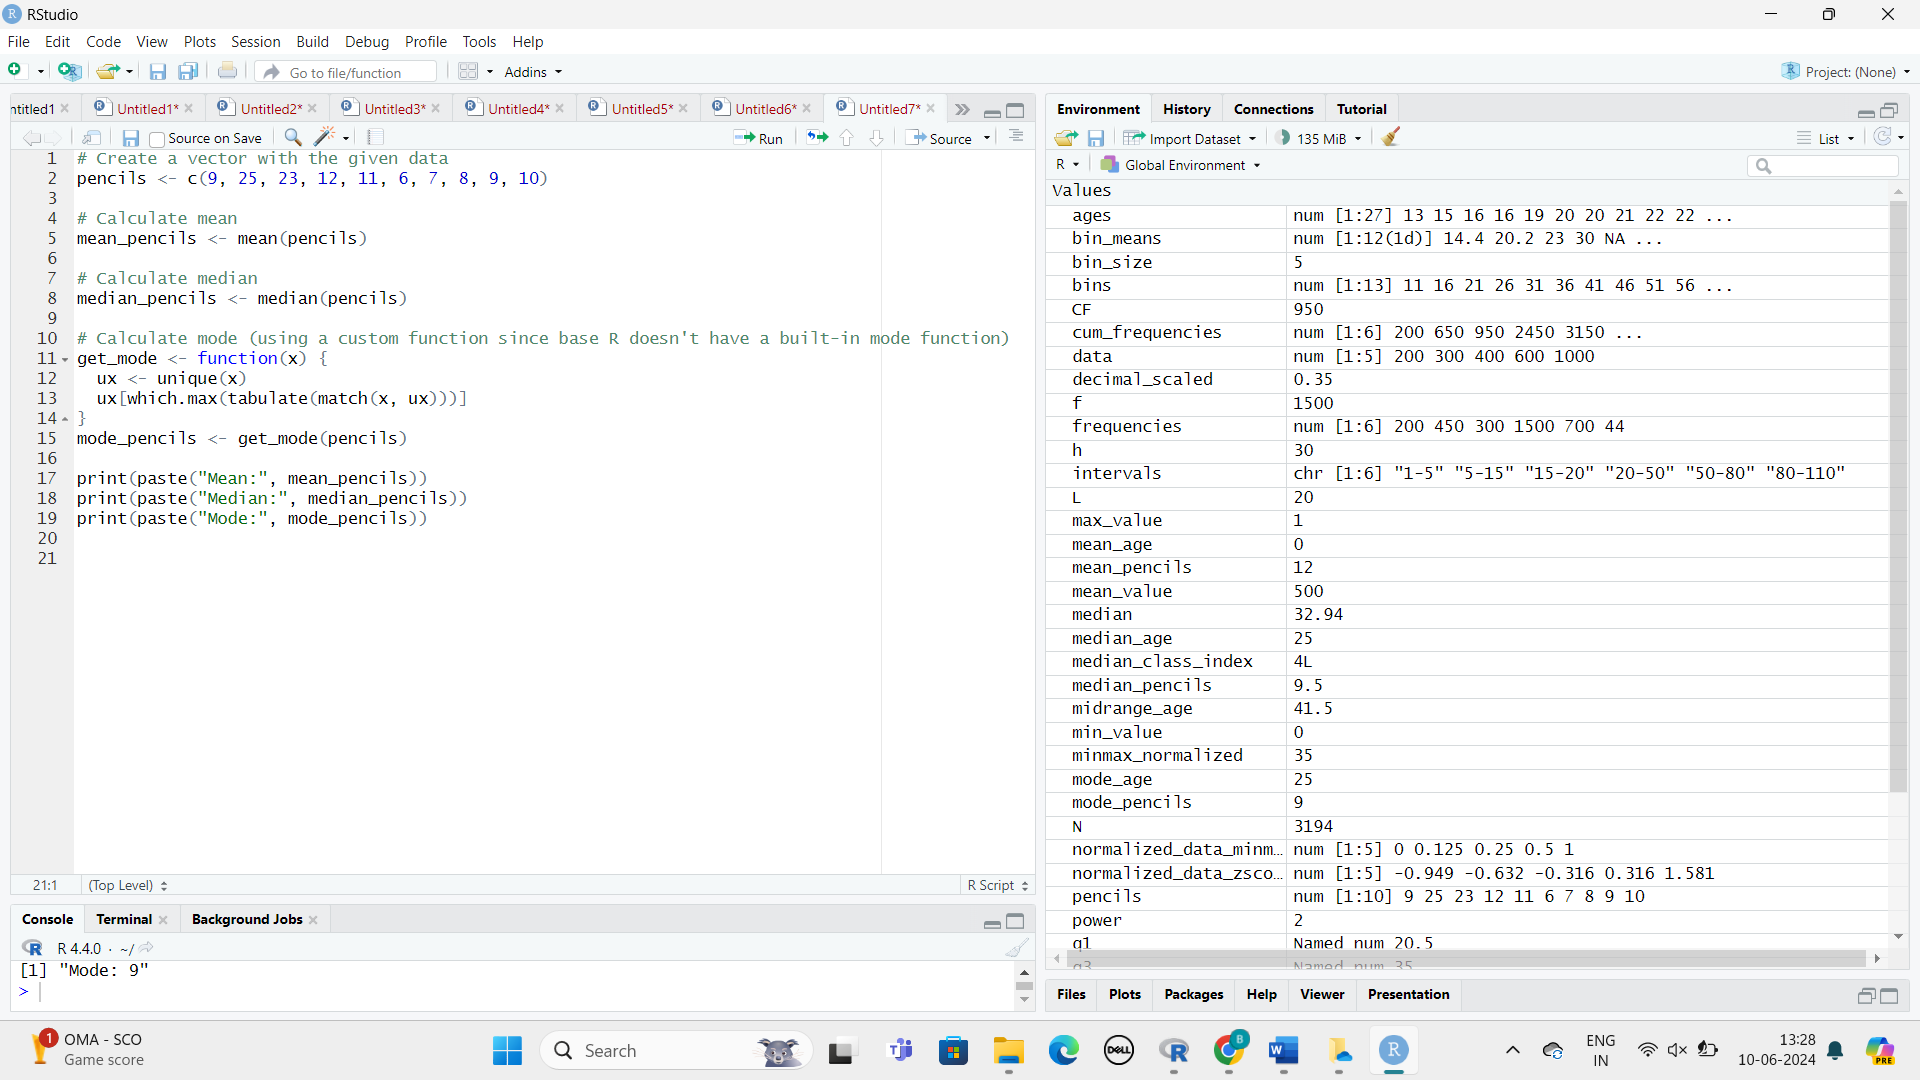 RStudio
File Edit Code View Plots Session Build Debug Profile Tools Help
Go to file/function Addins Project: (None)
ntitled1 Untitled1* Untitled2* Untitled3* Untitled4* Untitled5* Untitled6* Untitled7*
Source on Save Run Source
1 # Create a vector with the given data
2 pencils <- c(9, 25, 23, 12, 11, 6, 7, 8, 9, 10)
3
4 # Calculate mean
5 mean_pencils <- mean(pencils)
6
7 # Calculate median
8 median_pencils <- median(pencils)
9
10 # Calculate mode (using a custom function since base R doesn't have a built-in mode function)
11 get_mode <- function(x) {
12 ux <- unique(x)
13 ux[which.max(tabulate(match(x, ux)))]
14 }
15 mode_pencils <- get_mode(pencils)
16
17 print(paste("Mean:", mean_pencils))
18 print(paste("Median:", median_pencils))
19 print(paste("Mode:", mode_pencils))
20
21
21:1 (Top Level) R Script
Console Terminal Background Jobs
R 4.4.0 · ~/
[1] "Mode: 9"
>
Environment History Connections Tutorial
Import Dataset 135 MiB List
R Global Environment
Values
ages num [1:27] 13 15 16 16 19 20 20 21 22 22 ...
bin_means num [1:12(1d)] 14.4 20.2 23 30 NA ...
bin_size 5
bins num [1:13] 11 16 21 26 31 36 41 46 51 56 ...
CF 950
cum_frequencies num [1:6] 200 650 950 2450 3150 ...
data num [1:5] 200 300 400 600 1000
decimal_scaled 0.35
f 1500
frequencies num [1:6] 200 450 300 1500 700 44
h 30
intervals chr [1:6] "1-5" "5-15" "15-20" "20-50" "50-80" "80-110"
L 20
max_value 1
mean_age 0
mean_pencils 12
mean_value 500
median 32.94
median_age 25
median_class_index 4L
median_pencils 9.5
midrange_age 41.5
min_value 0
minmax_normalized 35
mode_age 25
mode_pencils 9
N 3194
normalized_data_minm... num [1:5] 0 0.125 0.25 0.5 1
normalized_data_zsco... num [1:5] -0.949 -0.632 -0.316 0.316 1.581
pencils num [1:10] 9 25 23 12 11 6 7 8 9 10
power 2
q1 Named num 20.5
q3 Named num 35
Files Plots Packages Help Viewer Presentation
1 OMA - SCO
Game score
Search
DELL
B
ENG
IN
13:28
10-06-2024
PRE